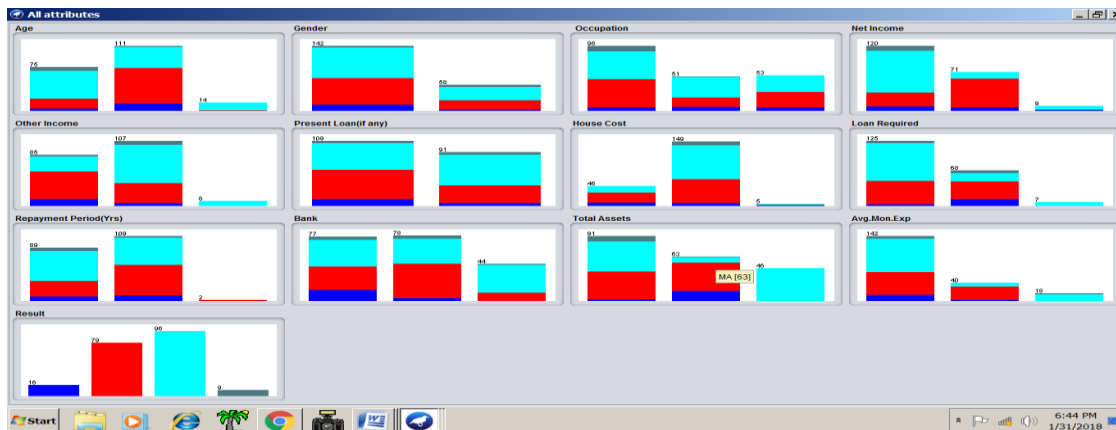 All attributes
Age Gender Occupation Net Income
76 111 14 142 58 96 51 53 120 71 9
Other Income Present Loan(if any) House Cost Loan Required
85 107 8 109 91 46 149 5 125 68 7
Repayment Period(Yrs) Bank Total Assets Avg.Mon.Exp
89 109 2 77 79 44 91 63 46 142 40 18
MA [63]
Result
16 79 96 9
Start
6:44 PM
1/31/2018